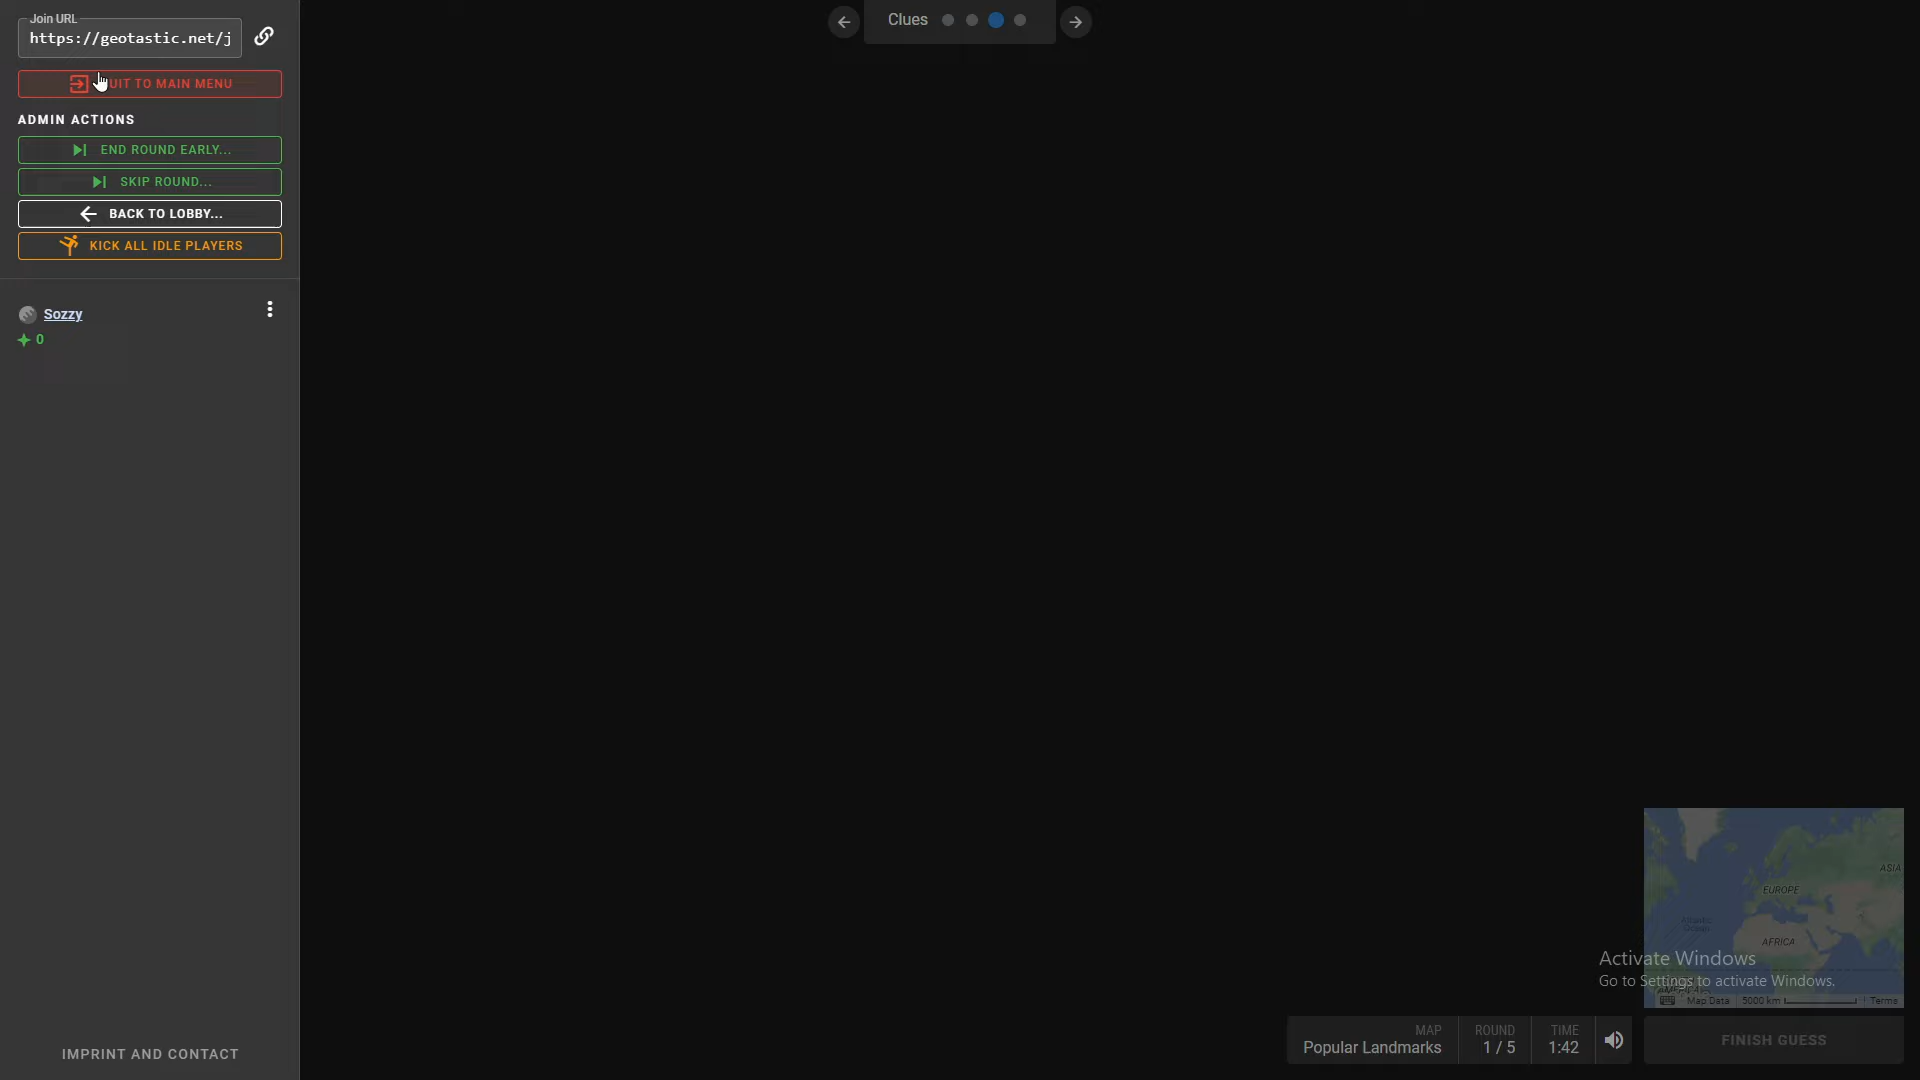 Join URL
https://geotastic.net/j
UIT TO MAIN MENU
ADMIN ACTIONS
END ROUND EARLY...
SKIP ROUND...
BACK TO LOBBY...
KICK ALL IDLE PLAYERS
Sozzy
0
IMPRINT AND CONTACT
Clues
ASIA
EUROPE
Atlantic
Ocean
AFRICA
Activate Windows
Go to Settings to activate Windows.
Map Data
5000 km
Terms
MAP
Popular Landmarks
ROUND
1 / 5
TIME
1:42
FINISH GUESS